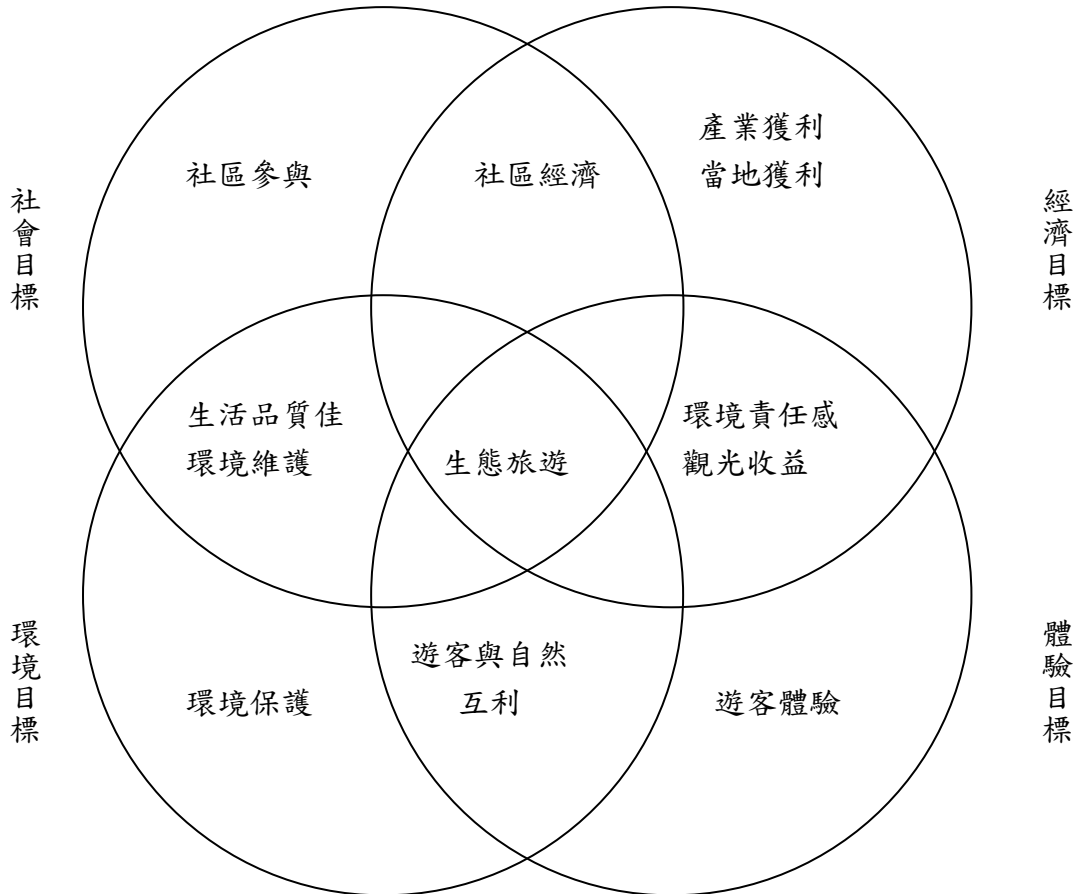 產業獲利
當地獲利
社區參與
社區經濟
社會目標
經濟目標
生活品質佳
環境維護
生態旅遊
環境責任感
觀光收益
環境目標
體驗目標
環境保護
遊客與自然
互利
遊客體驗